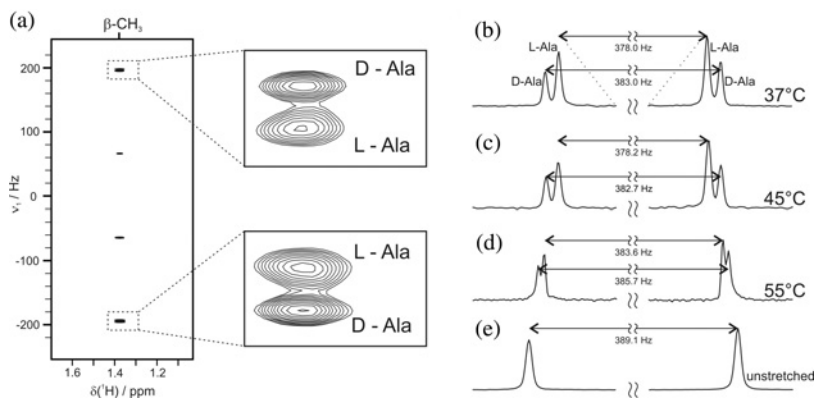 (a)
β-CH₃
ν₁ / Hz
200
100
0
-100
-200
1.6 1.4 1.2
δ(¹H) / ppm
D - Ala
L - Ala
L - Ala
D - Ala
(b)
L-Ala
D-Ala
378.0 Hz
383.0 Hz
L-Ala
D-Ala
37°C
(c)
378.2 Hz
382.7 Hz
45°C
(d)
383.6 Hz
385.7 Hz
55°C
(e)
389.1 Hz
unstretched